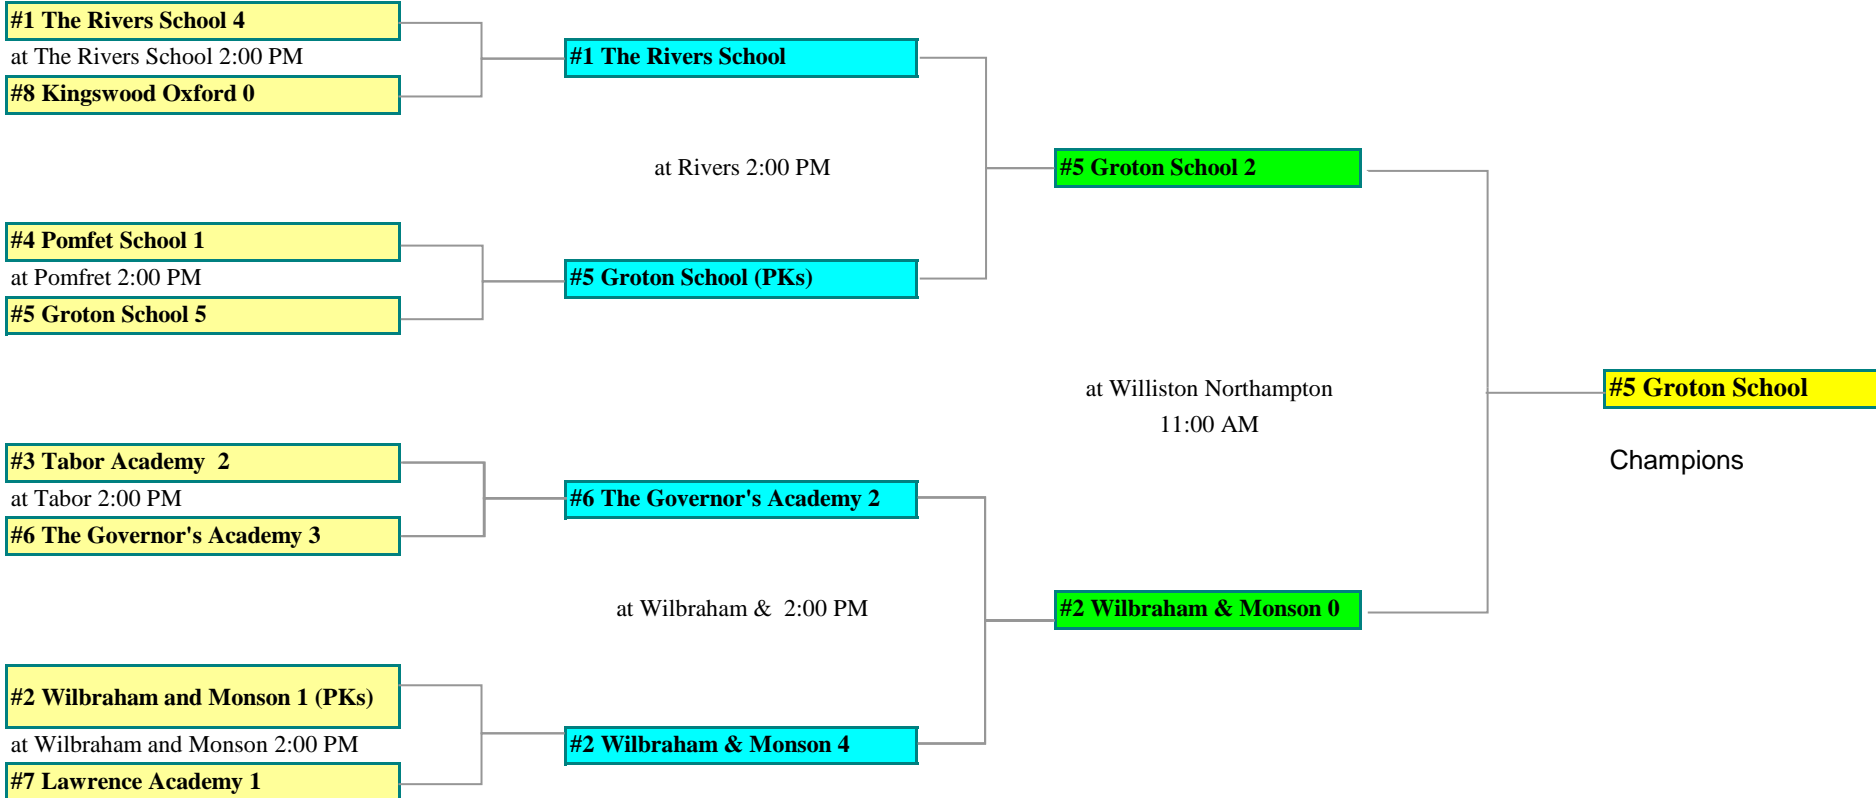 #1 The Rivers School 4
at The Rivers School 2:00 PM
#8 Kingswood Oxford 0
#4 Pomfet School 1
at Pomfret 2:00 PM
#5 Groton School 5
#3 Tabor Academy  2
at Tabor 2:00 PM
#6 The Governor's Academy 3
#2 Wilbraham and Monson 1 (PKs)
at Wilbraham and Monson 2:00 PM
#7 Lawrence Academy 1
#1 The Rivers School
at Rivers 2:00 PM
#5 Groton School (PKs)
#6 The Governor's Academy 2
at Wilbraham &  2:00 PM
#2 Wilbraham & Monson 4
#5 Groton School 2
at Williston Northampton
11:00 AM
#2 Wilbraham & Monson 0
#5 Groton School
Champions